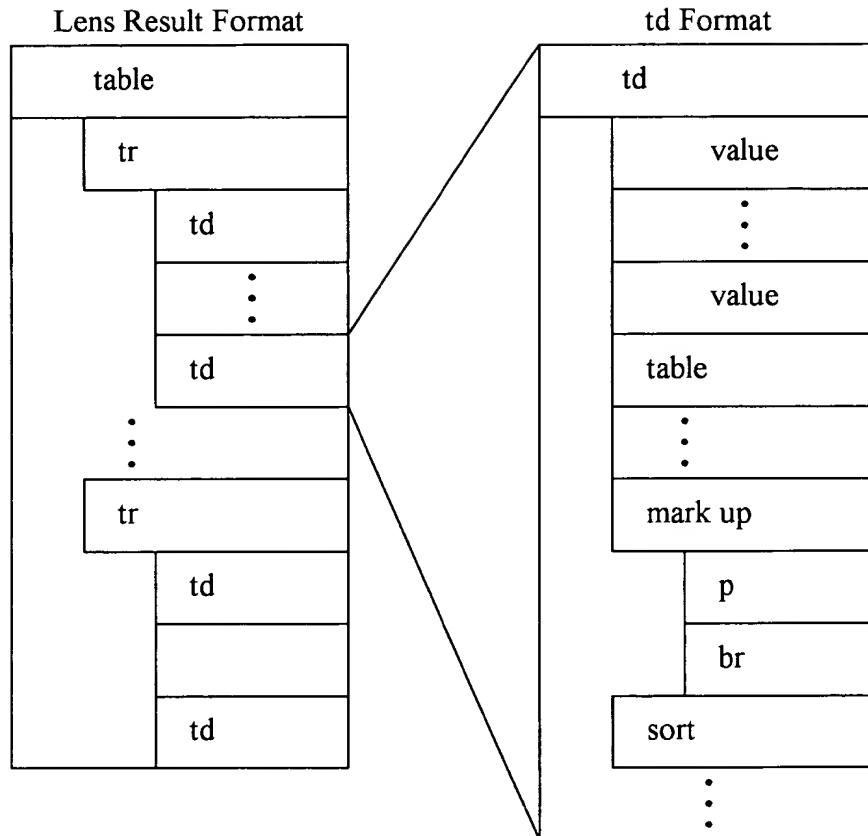 Lens Result Format
table
tr
td
td
tr
td
td
td Format
td
value
value
table
mark up
p
br
sort